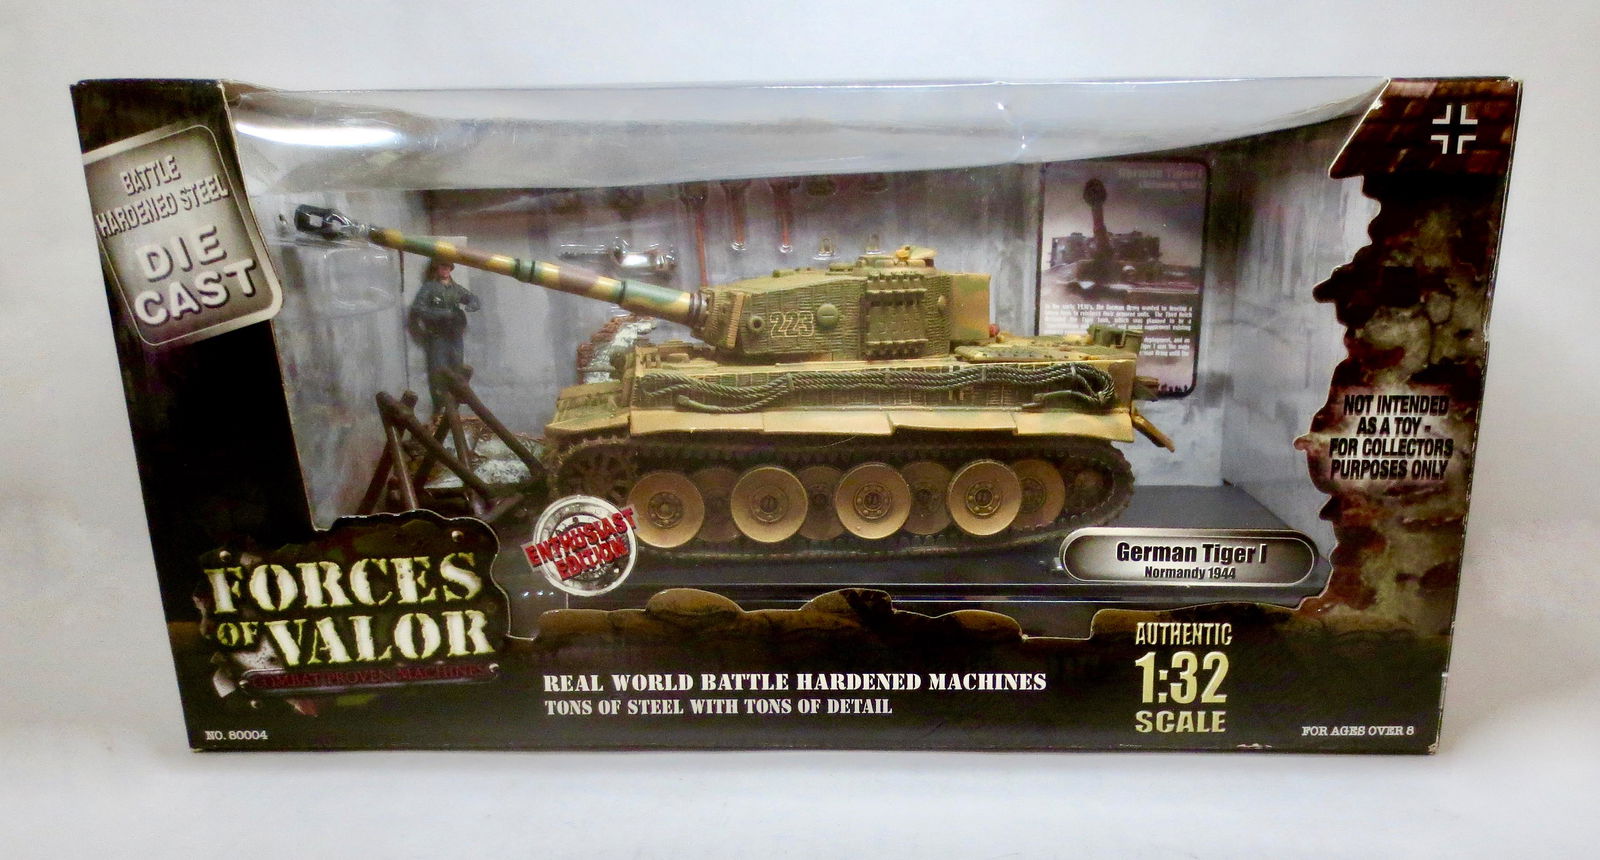 BATTLE
HARDENED STEEL
DIE
CAST
German Tiger I
223
NOT INTENDED
AS A TOY -
FOR COLLECTORS
PURPOSES ONLY
ENTHUSIAST
EDITION
German Tiger I
Normandy 1944
FORCES
OF VALOR
COMBAT PROVEN MACHINES
AUTHENTIC
1:32
SCALE
REAL WORLD BATTLE HARDENED MACHINES
TONS OF STEEL WITH TONS OF DETAIL
NO. 80004
FOR AGES OVER 8